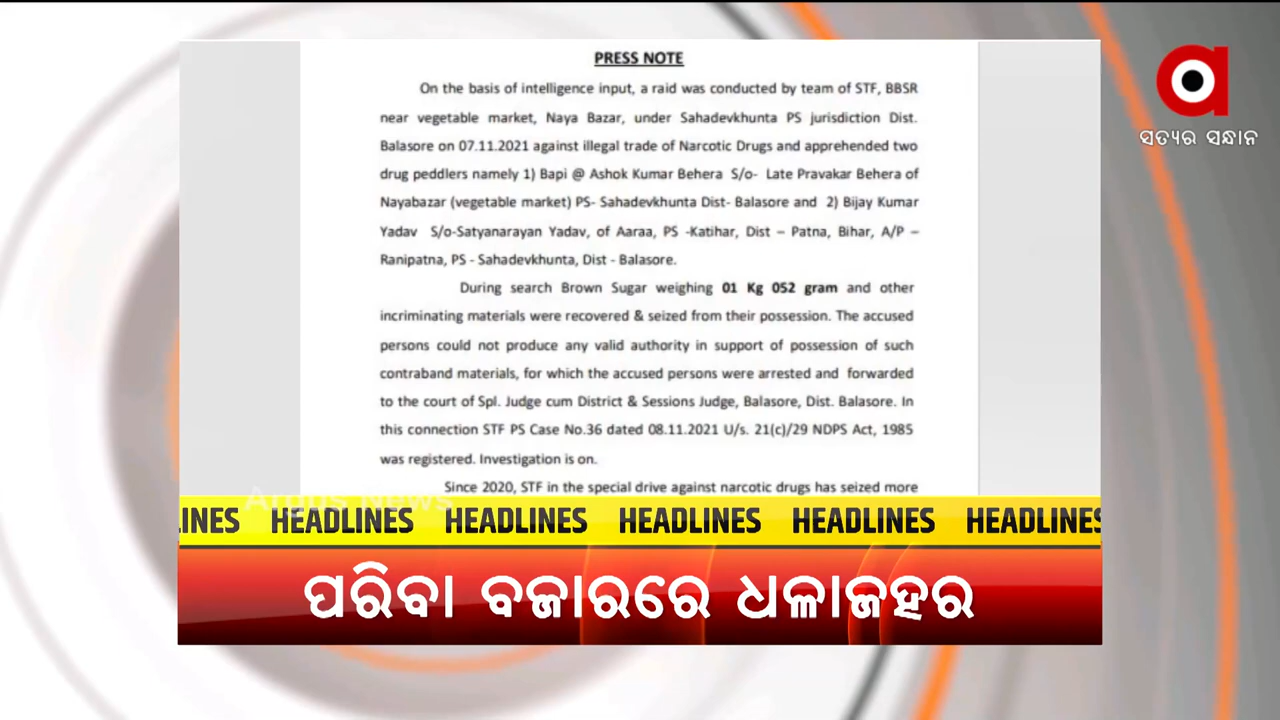 PRESS NOTE
On the basis of intelligence input, a raid was conducted by team of STF, BBSR
near vegetable market, Naya Bazar, under Sahadevkhunta PS jurisdiction Dist.
Balasore on 07.11.2021 against illegal trade of Narcotic Drugs and apprehended two
drug peddlers namely 1) Bapi @ Ashok Kumar Behera S/o- Late Pravakar Behera of
Nayabazar (vegetable market) PS- Sahadevkhunta Dist- Balasore and 2) Bijay Kumar
Yadav S/o-Satyanarayan Yadav, of Aaraa, PS -Katihar, Dist – Patna, Bihar, A/P –
Ranipatna, PS - Sahadevkhunta, Dist - Balasore.
During search Brown Sugar weighing 01 Kg 052 gram and other
incriminating materials were recovered & seized from their possession. The accused
persons could not produce any valid authority in support of possession of such
contraband materials, for which the accused persons were arrested and forwarded
to the court of Spl. Judge cum District & Sessions Judge, Balasore, Dist. Balasore. In
this connection STF PS Case No.36 dated 08.11.2021 U/s. 21(c)/29 NDPS Act, 1985
was registered. Investigation is on.
Since 2020, STF in the special drive against narcotic drugs has seized more
ସତ୍ୟର ସନ୍ଧାନ
Argus News
LINES HEADLINES HEADLINES HEADLINES HEADLINES HEADLINES
ପରିବା ବଜାରରେ ଧଳାଜହର